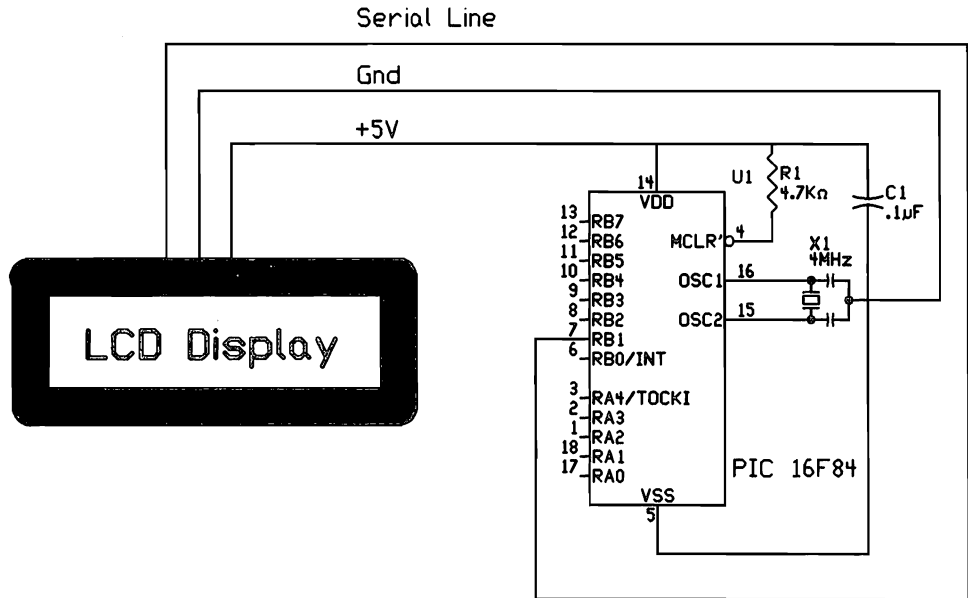 Serial Line
Gnd
+5V
U1
R1
4.7KΩ
C1
.1µF
14
VDD
13 RB7
12 RB6
11 RB5
10 RB4
9 RB3
8 RB2
7 RB1
6 RB0/INT
3 RA4/TOCKI
2 RA3
1 RA2
18 RA1
17 RA0
MCLR' 4
OSC1 16
OSC2 15
X1
4MHz
LCD Display
PIC 16F84
VSS
5